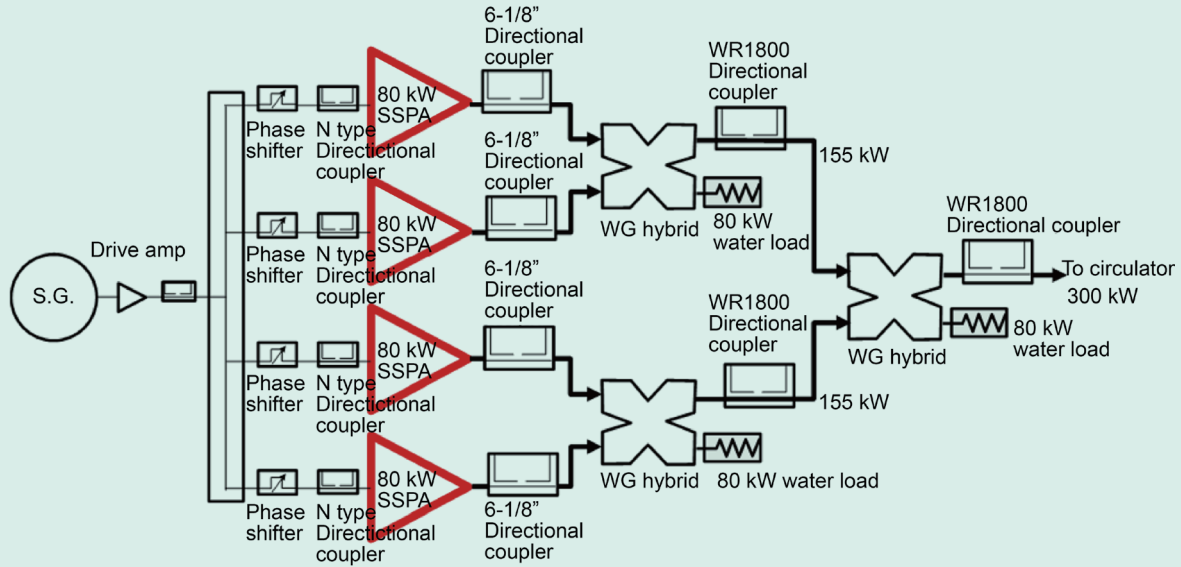 6-1/8”
Directional
coupler
WR1800
Directional
coupler
80 kW
SSPA
Phase
shifter
N type
Directictional
coupler
155 kW
6-1/8”
Directional
coupler
WG hybrid
80 kW
water load
80 kW
SSPA
Phase
shifter
N type
Directictional
coupler
WR1800
Directional coupler
Drive amp
S.G.
To circulator
300 kW
6-1/8”
Directional
coupler
WR1800
Directional
coupler
WG hybrid
80 kW
water load
80 kW
SSPA
Phase
shifter
N type
Directictional
coupler
155 kW
WG hybrid
80 kW water load
80 kW
SSPA
Phase
shifter
N type
Directictional
coupler
6-1/8”
Directional
coupler